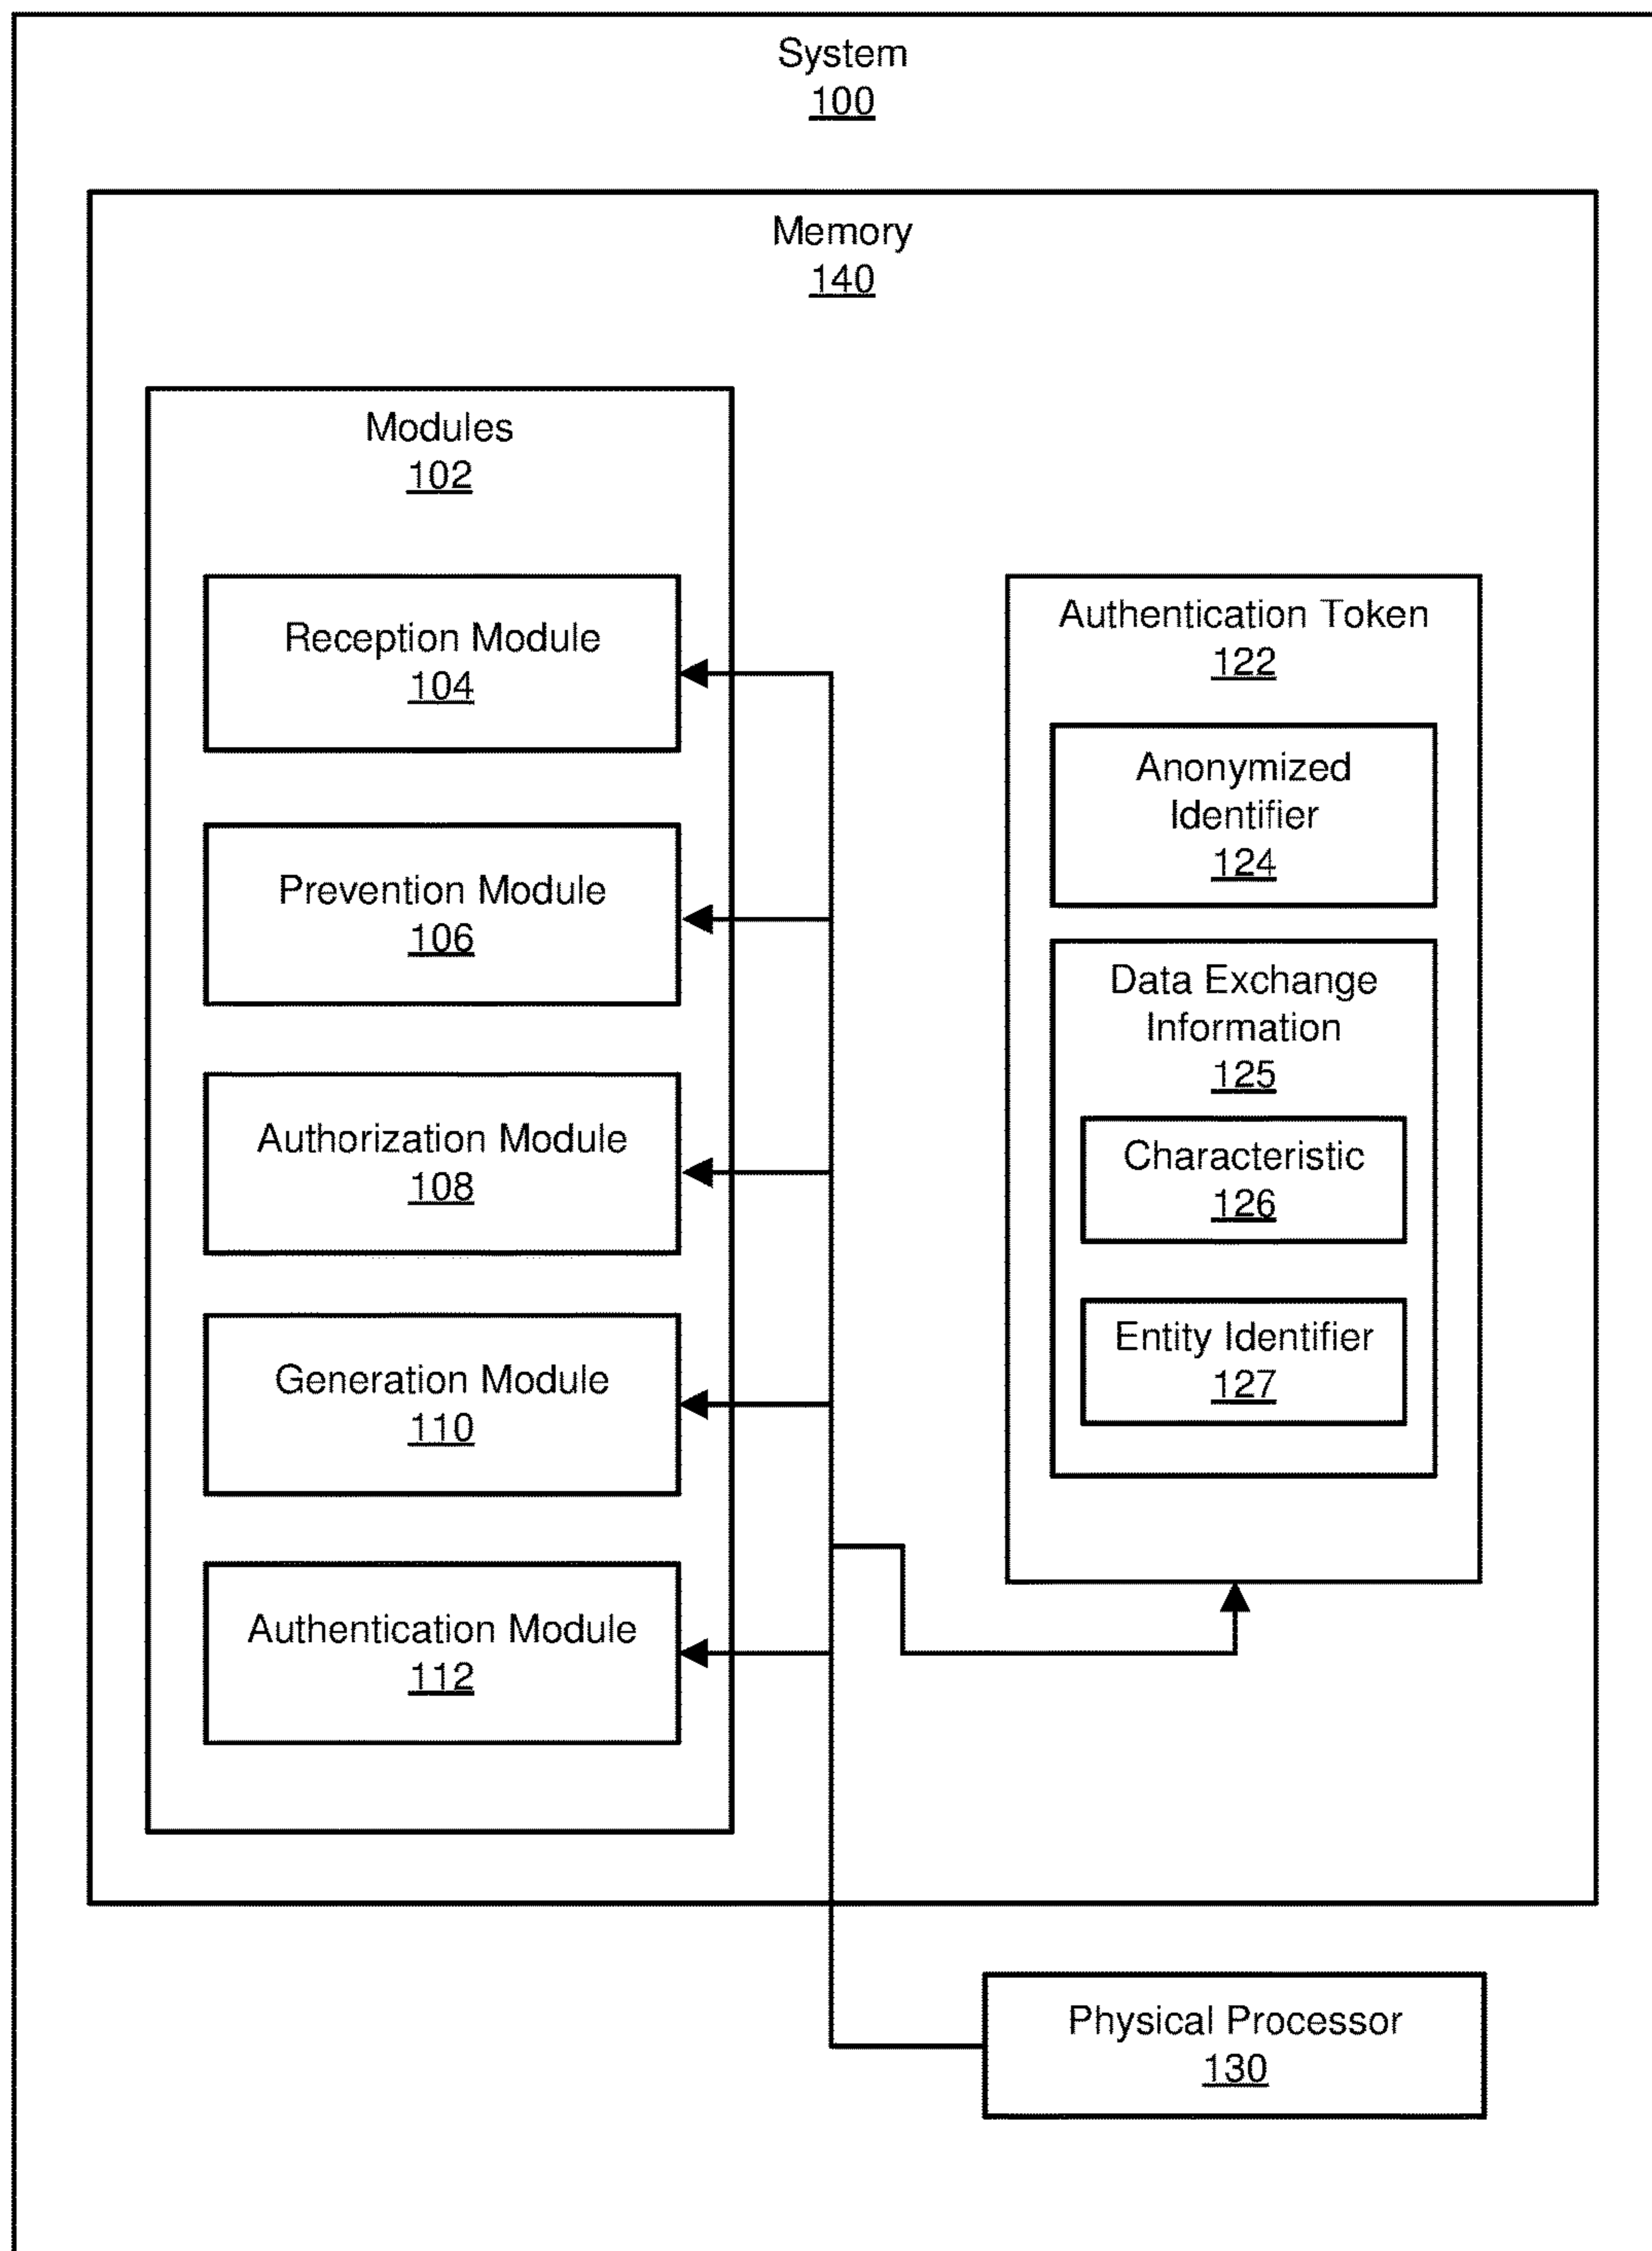 System
100
Memory
140
Modules
102
Reception Module
104
Prevention Module
106
Authorization Module
108
Generation Module
110
Authentication Module
112
Authentication Token
122
Anonymized
Identifier
124
Data Exchange
Information
125
Characteristic
126
Entity Identifier
127
Physical Processor
130